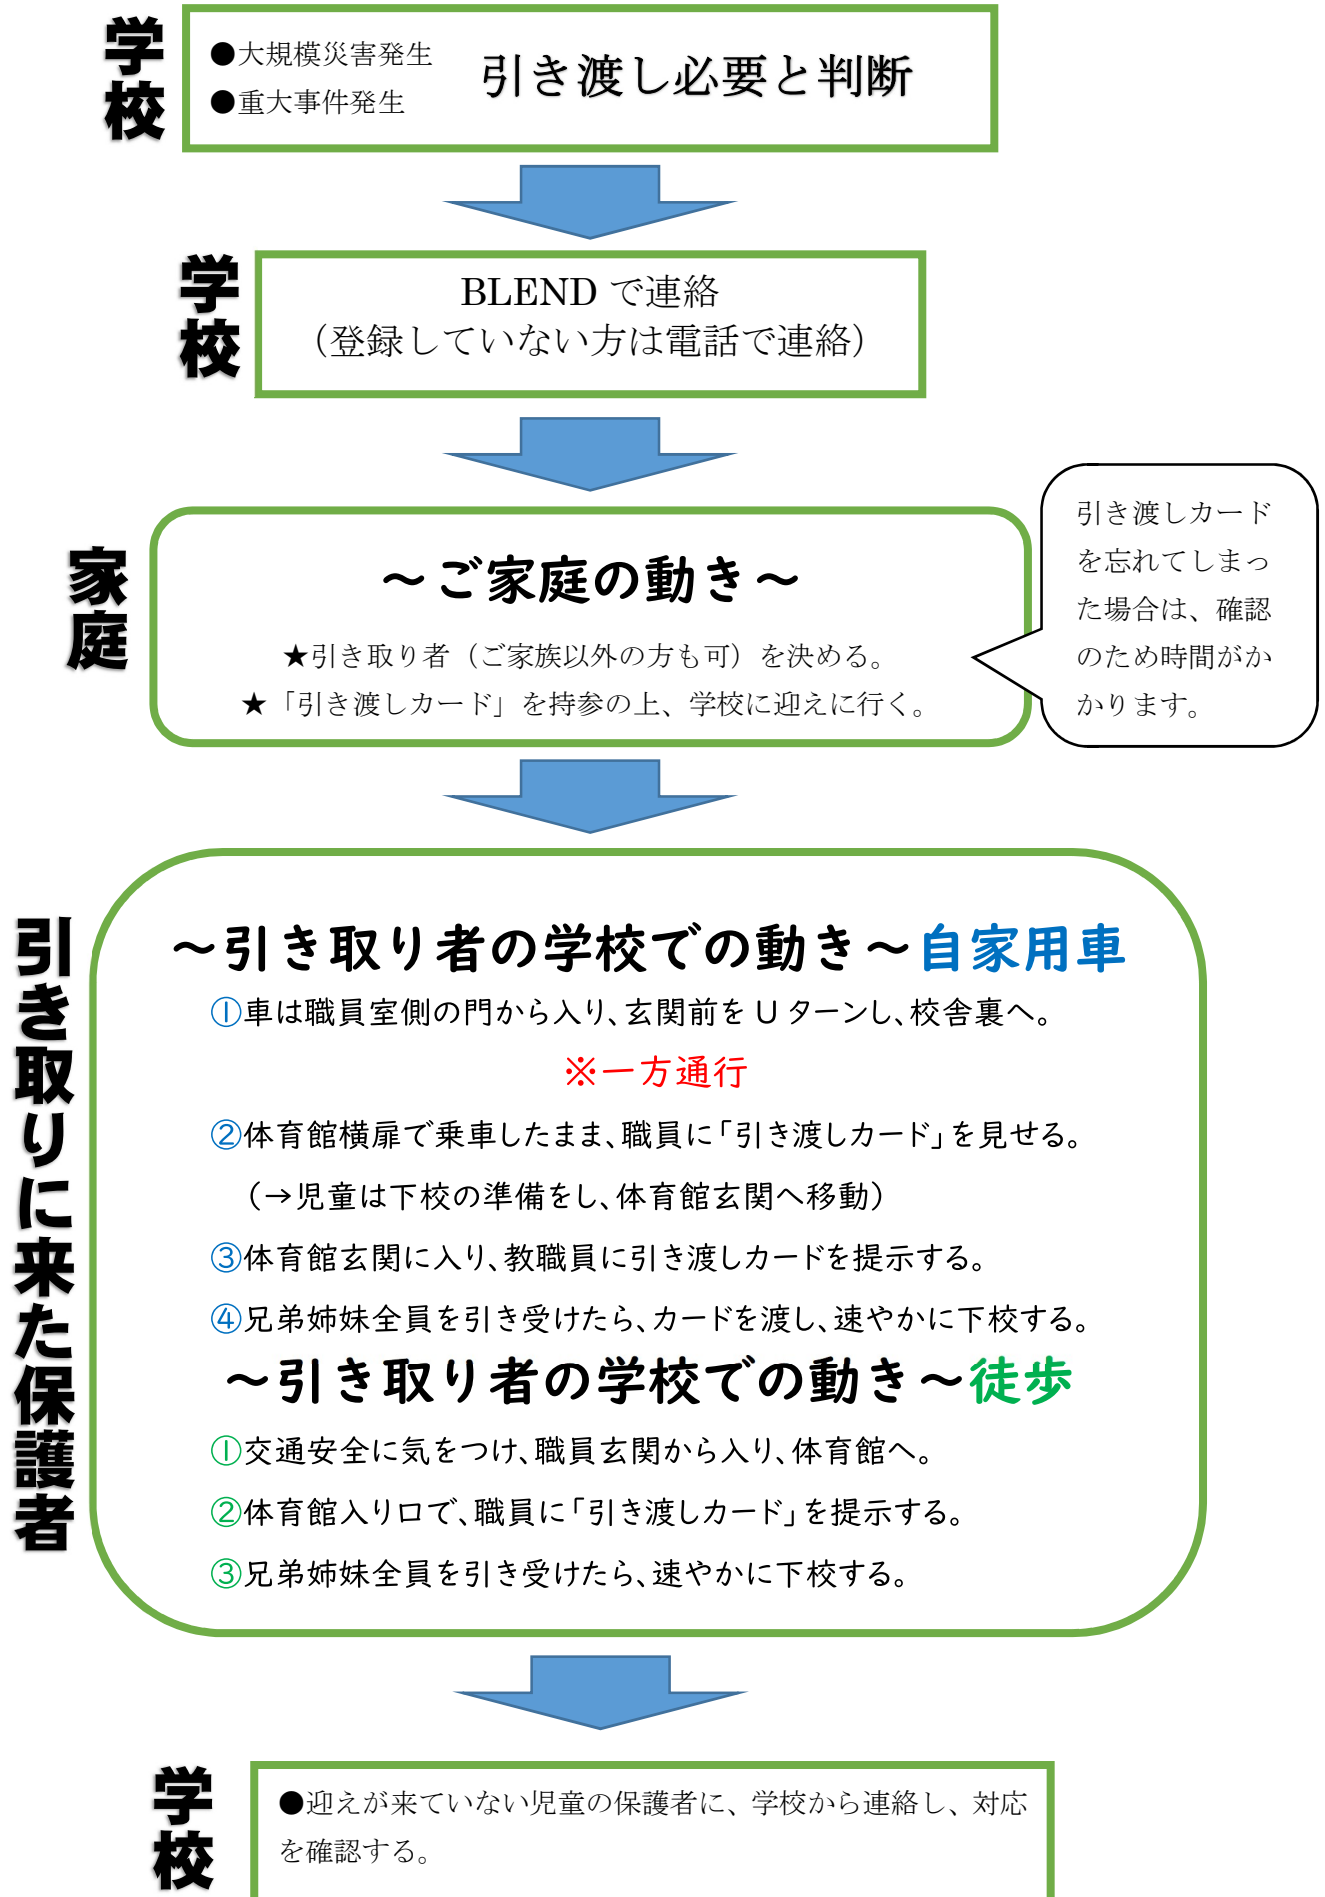 学校
●大規模災害発生
●重大事件発生
引き渡し必要と判断
学校
BLEND で連絡
（登録していない方は電話で連絡）
家庭
～ご家庭の動き～
★引き取り者（ご家族以外の方も可）を決める。
★「引き渡しカード」を持参の上、学校に迎えに行く。
引き渡しカード
を忘れてしまっ
た場合は、確認
のため時間がか
かります。
引き取りに来た保護者
～引き取り者の学校での動き～自家用車
①車は職員室側の門から入り、玄関前を U ターンし、校舎裏へ。
※一方通行
②体育館横扉で乗車したまま、職員に「引き渡しカード」を見せる。
（→児童は下校の準備をし、体育館玄関へ移動）
③体育館玄関に入り、教職員に引き渡しカードを提示する。
④兄弟姉妹全員を引き受けたら、カードを渡し、速やかに下校する。
～引き取り者の学校での動き～徒歩
①交通安全に気をつけ、職員玄関から入り、体育館へ。
②体育館入り口で、職員に「引き渡しカード」を提示する。
③兄弟姉妹全員を引き受けたら、速やかに下校する。
学校
●迎えが来ていない児童の保護者に、学校から連絡し、対応
を確認する。